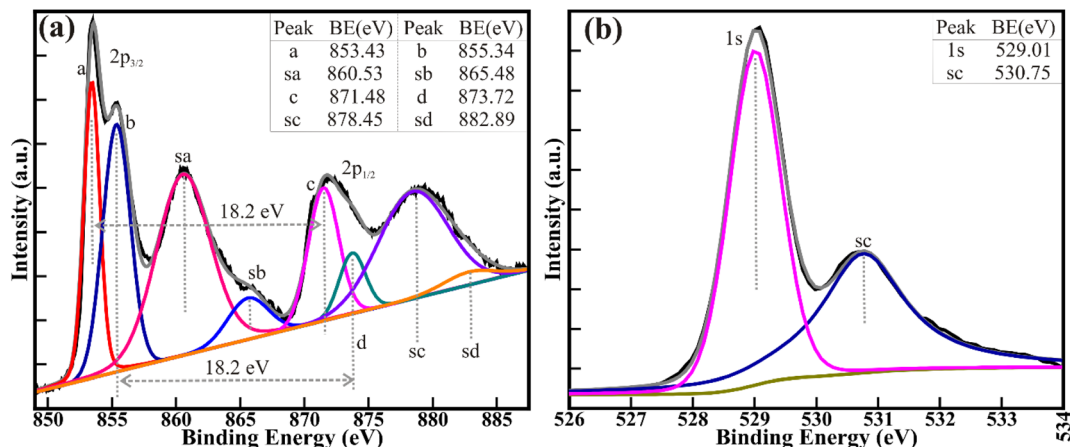 (a)
Peak BE(eV) Peak BE(eV)
a 853.43 b 855.34
sa 860.53 sb 865.48
c 871.48 d 873.72
sc 878.45 sd 882.89
a
2p3/2
b
sa
sb
c
2p1/2
18.2 eV
d
sc
sd
18.2 eV
Intensity (a.u.)
850 855 860 865 870 875 880 885
Binding Energy (eV)
(b)
Peak BE(eV)
1s 529.01
sc 530.75
1s
sc
Intensity (a.u.)
526 527 528 529 530 531 532 533 534
Binding Energy (eV)